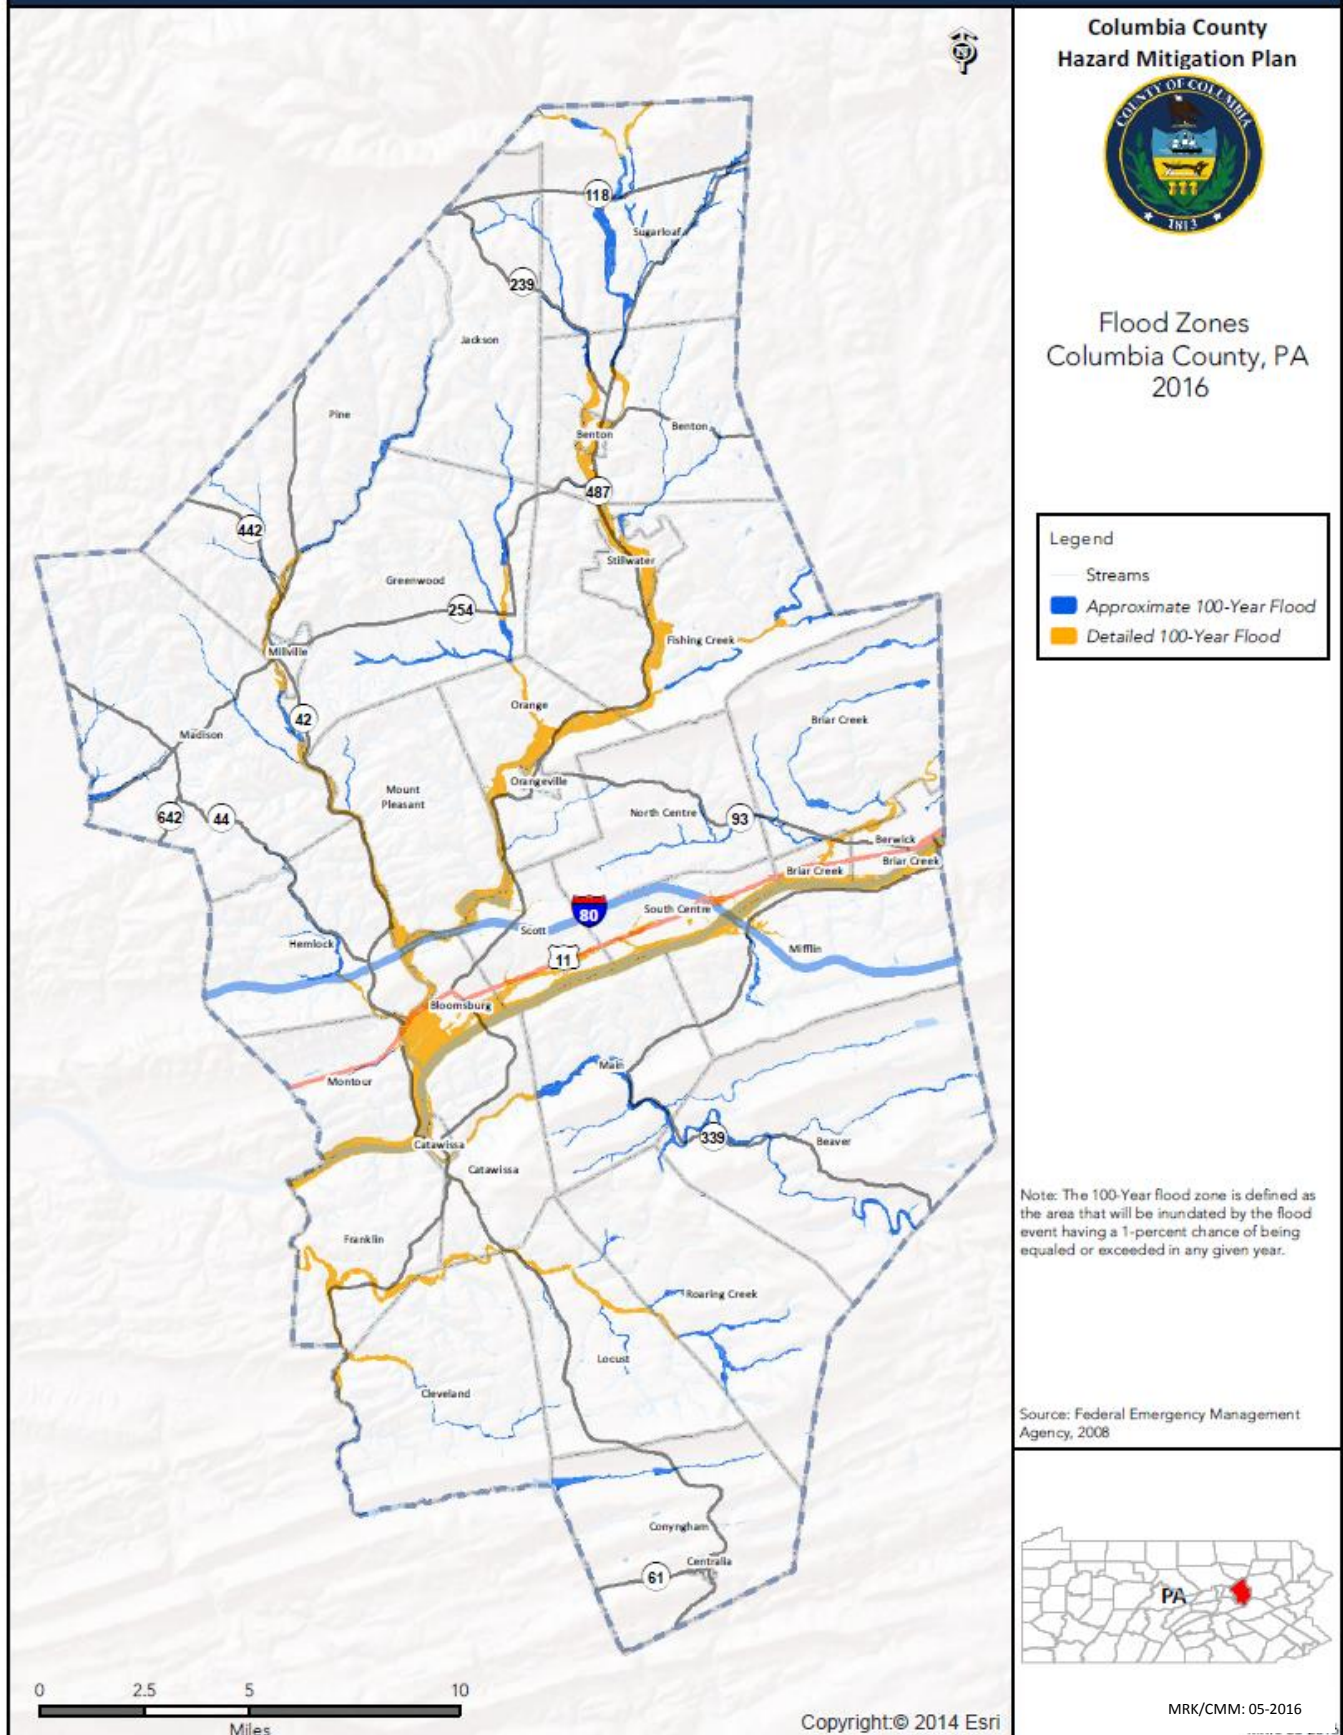 Columbia County
Hazard Mitigation Plan
COUNTY OF COLUMBIA
1813
Flood Zones
Columbia County, PA
2016
Legend
Streams
Approximate 100-Year Flood
Detailed 100-Year Flood
Note: The 100-Year flood zone is defined as
the area that will be inundated by the flood
event having a 1-percent chance of being
equaled or exceeded in any given year.
Source: Federal Emergency Management
Agency, 2008
PA
MRK/CMM: 05-2016
N
118
Sugarloaf
239
Jackson
Pine
Benton
Benton
487
442
Stillwater
Greenwood
254
Fishing Creek
Millville
Orange
42
Briar Creek
Madison
Orangeville
Mount
Pleasant
North Centre
93
642
44
Berwick
Briar Creek
Briar Creek
80
South Centre
Scott
Hemlock
Mifflin
11
Bloomsburg
Main
Montour
339
Beaver
Catawissa
Catawissa
Franklin
Roaring Creek
Locust
Cleveland
Conyngham
Centralia
61
0
2.5
5
10
Miles
Copyright:© 2014 Esri